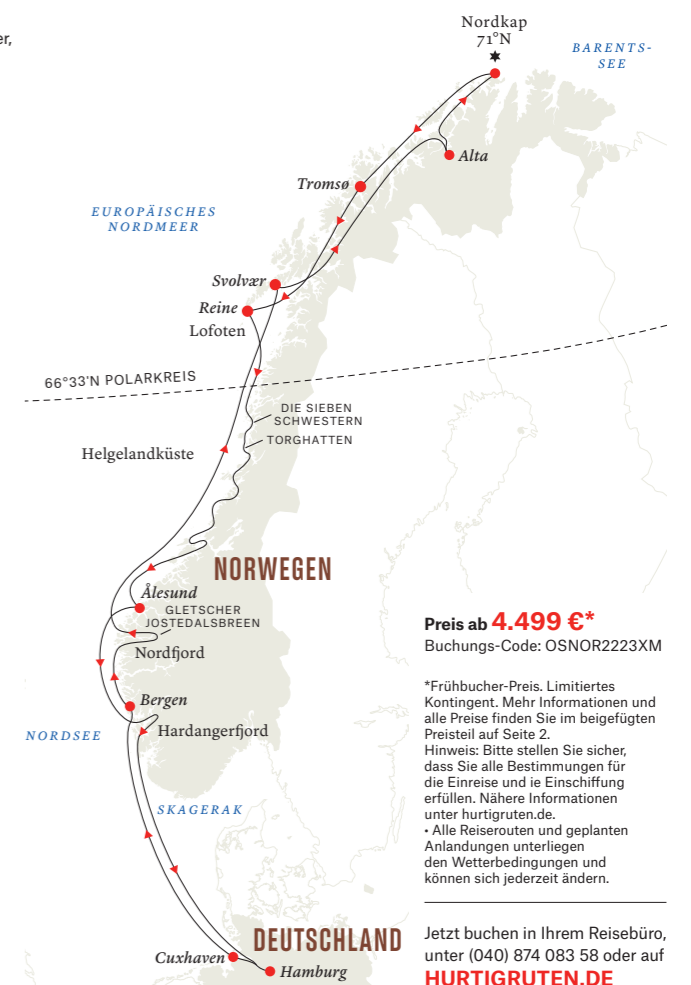 er,
Nordkap
71°N
BARENTS-
SEE
Alta
Tromsø
EUROPÄISCHES
NORDMEER
Svolvær
Reine
Lofoten
66°33'N POLARKREIS
DIE SIEBEN
SCHWESTERN
TORGHATTEN
Helgelandküste
NORWEGEN
Ålesund
GLETSCHER
JOSTEDALSBREEN
Nordfjord
Bergen
NORDSEE
Hardangerfjord
SKAGERAK
DEUTSCHLAND
Cuxhaven
Hamburg
Preis ab 4.499 €*
Buchungs-Code: OSNOR2223XM
*Frühbucher-Preis. Limitiertes
Kontingent. Mehr Informationen und
alle Preise finden Sie im beigefügten
Preisteil auf Seite 2.
Hinweis: Bitte stellen Sie sicher,
dass Sie alle Bestimmungen für
die Einreise und ie Einschiffung
erfüllen. Nähere Informationen
unter hurtigruten.de.
• Alle Reiserouten und geplanten
Anlandungen unterliegen
den Wetterbedingungen und
können sich jederzeit ändern.
Jetzt buchen in Ihrem Reisebüro,
unter (040) 874 083 58 oder auf
HURTIGRUTEN.DE